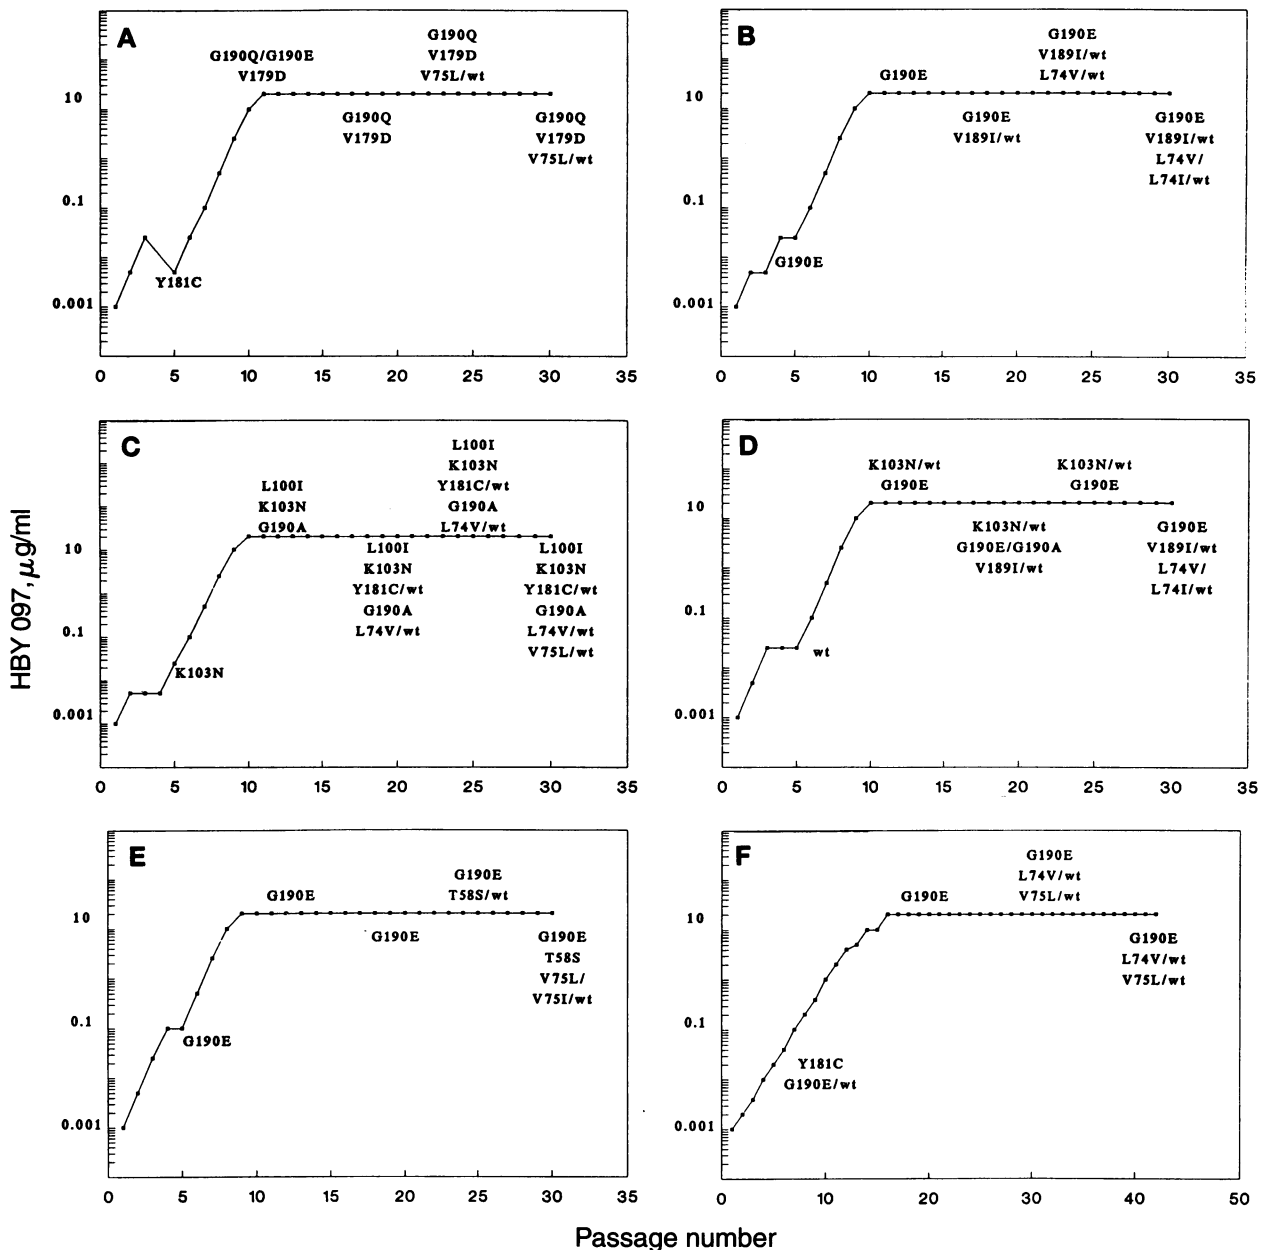 A
G190Q/G190E
V179D
G190Q
V179D
V75L/wt
G190Q
V179D
G190Q
V179D
V75L/wt
Y181C
10
0.1
0.001
0 5 10 15 20 25 30 35
B
G190E
G190E
V189I/wt
L74V/wt
G190E
V189I/wt
G190E
V189I/wt
L74V/
L74I/wt
G190E
10
0.1
0.001
0 5 10 15 20 25 30 35
C
L100I
K103N
G190A
L100I
K103N
Y181C/wt
G190A
L74V/wt
L100I
K103N
Y181C/wt
G190A
L74V/wt
L100I
K103N
Y181C/wt
G190A
L74V/wt
V75L/wt
K103N
10
0.1
0.001
0 5 10 15 20 25 30 35
D
K103N/wt
G190E
K103N/wt
G190E
K103N/wt
G190E/G190A
V189I/wt
G190E
V189I/wt
L74V/
L74I/wt
wt
10
0.1
0.001
0 5 10 15 20 25 30 35
E
G190E
G190E
T58S/wt
G190E
G190E
T58S
V75L/
V75I/wt
G190E
10
0.1
0.001
0 5 10 15 20 25 30 35
F
G190E
G190E
L74V/wt
V75L/wt
G190E
L74V/wt
V75L/wt
Y181C
G190E/wt
10
0.1
0.001
0 10 20 30 40 50
HBY 097, μg/ml
Passage number